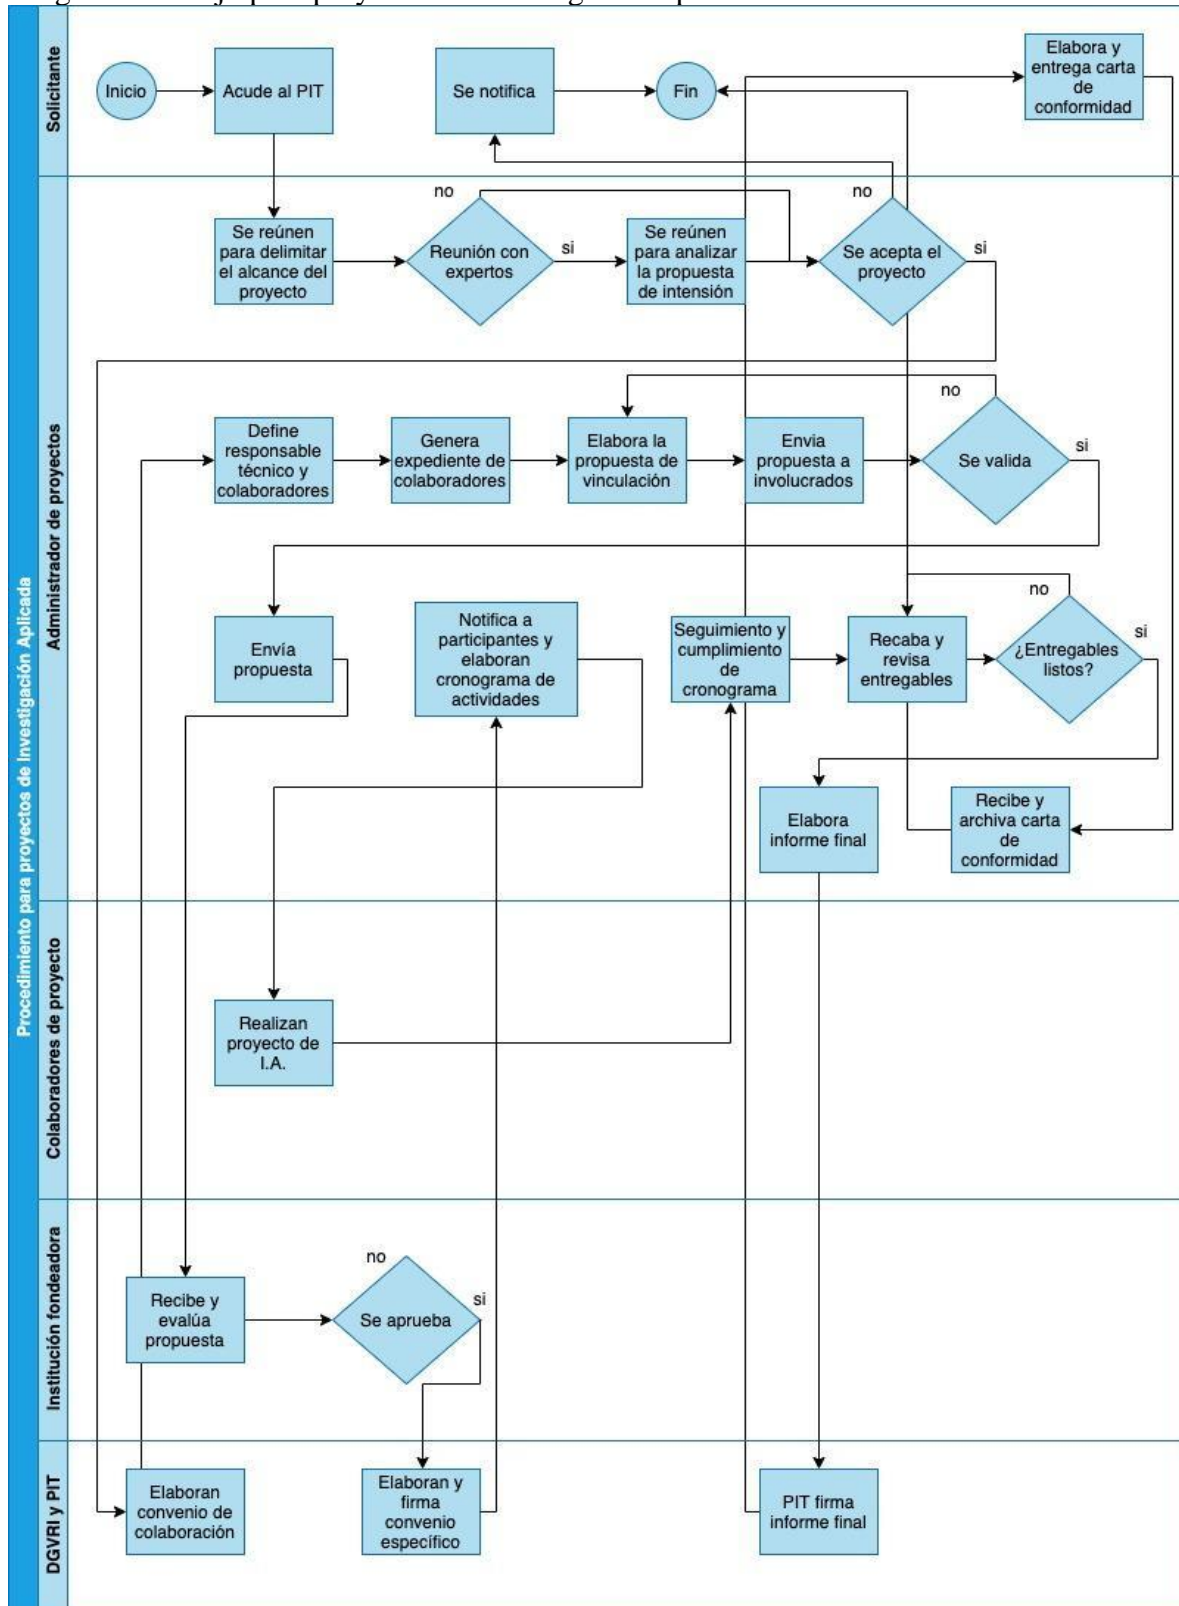 Procedimiento para proyectos de Investigación Aplicada
Solicitante
Inicio
Acude al PIT
Se notifica
Fin
Elabora y
entrega carta
de
conformidad
Administrador de proyectos
no
no
Se reúnen
para delimitar
el alcance del
proyecto
Reunión con
expertos
si
Se reúnen
para analizar
la propuesta
de intensión
Se acepta el
proyecto
si
no
Define
responsable
técnico y
colaboradores
Genera
expediente de
colaboradores
Elabora la
propuesta de
vinculación
Envia
propuesta a
involucrados
Se valida
si
no
Envía
propuesta
Notifica a
participantes y
elaboran
cronograma de
actividades
Seguimiento y
cumplimiento
de
cronograma
Recaba y
revisa
entregables
¿Entregables
listos?
si
Elabora
informe final
Recibe y
archiva carta
de
conformidad
Colaboradores de proyecto
Realizan
proyecto de
I.A.
Institución fondeadora
no
Recibe y
evalúa
propuesta
Se aprueba
si
DGVRI y PIT
Elaboran
convenio de
colaboración
Elaboran y
firma
convenio
específico
PIT firma
informe final